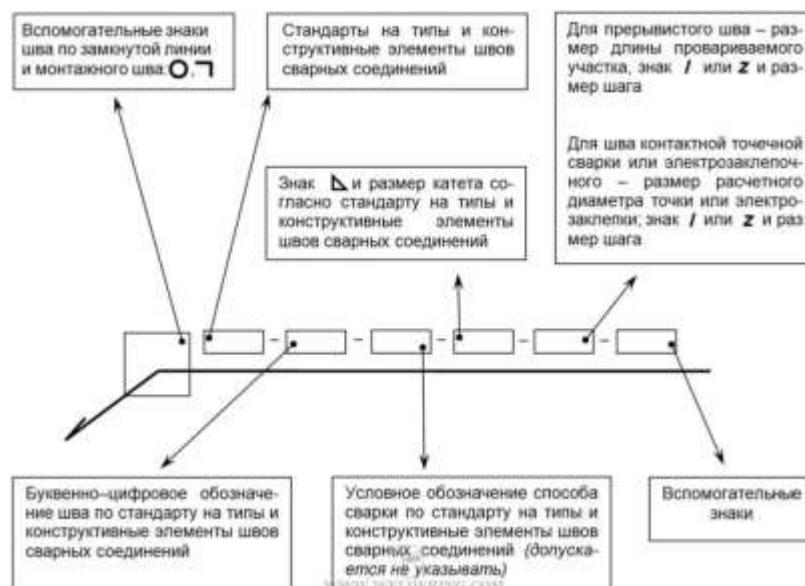 Вспомогательные знаки
шва по замкнутой линии
и монтажного шва:
Стандарты на типы и кон-
структивные элементы швов
сварных соединений
Для прерывистого шва – раз-
мер длины провариваемого
участка, знак / или Z и раз-
мер шага
Для шва контактной точечной
сварки или электрозаклепоч-
ного – размер расчетного
диаметра точки или электро-
заклепки; знак / или Z и раз
мер шага
Знак и размер катета со-
гласно стандарту на типы и
конструктивные элементы
швов сварных соединений
Буквенно–цифровое обозначе-
ние шва по стандарту на типы и
конструктивные элементы швов
сварных соединений
Условное обозначение способа
сварки по стандарту на типы и
конструктивные элементы швов
сварных соединений (допуска-
ется не указывать)
Вспомогательные
знаки